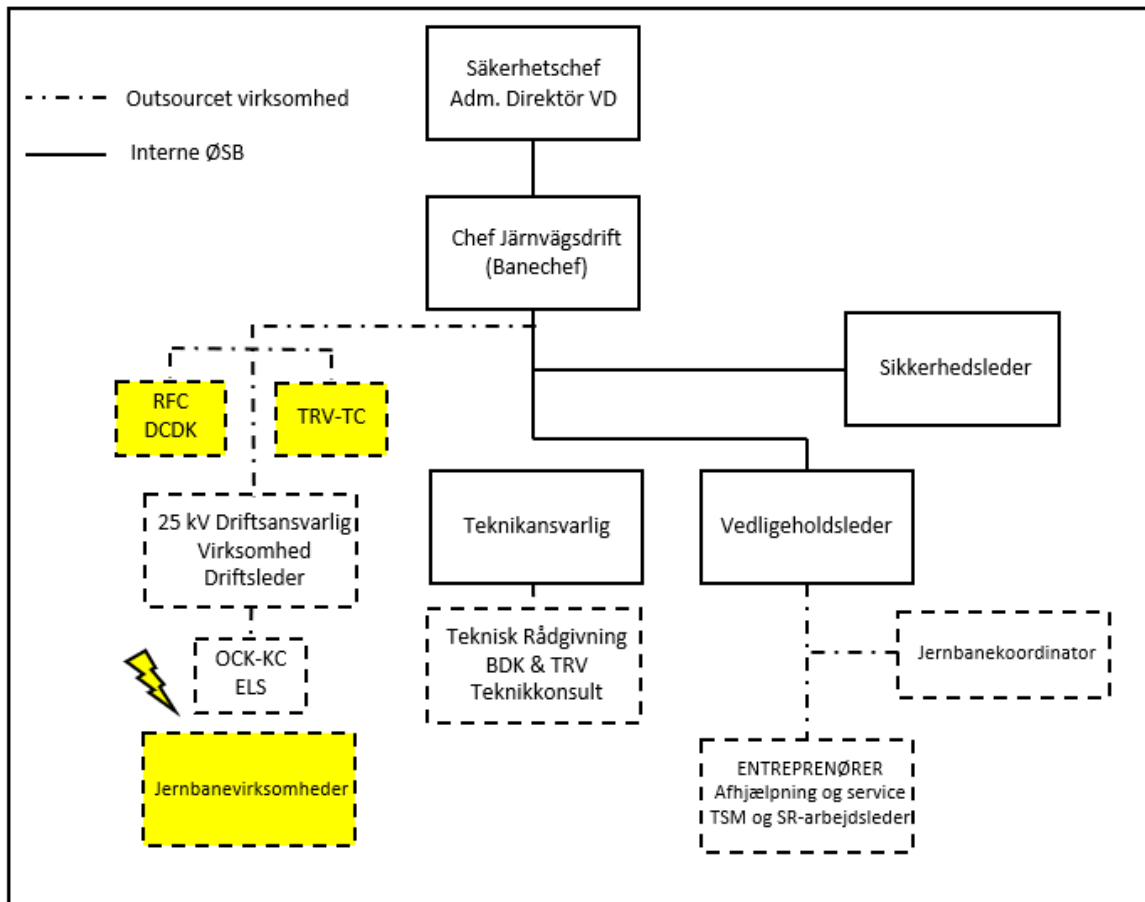 Säkerhetschef
Adm. Direktör VD
Outsourcet virksomhed
Interne ØSB
Chef Järnvägsdrift
(Banechef)
Sikkerhedsleder
RFC
DCDK
TRV-TC
25 kV Driftsansvarlig
Virksomhed
Driftsleder
Teknikansvarlig
Vedligeholdsleder
Teknisk Rådgivning
BDK & TRV
Teknikkonsult
OCK-KC
ELS
Jernbanekoordinator
Jernbanevirksomheder
ENTREPRENØRER
Afhjælpning og service
TSM og SR-arbejdsleder